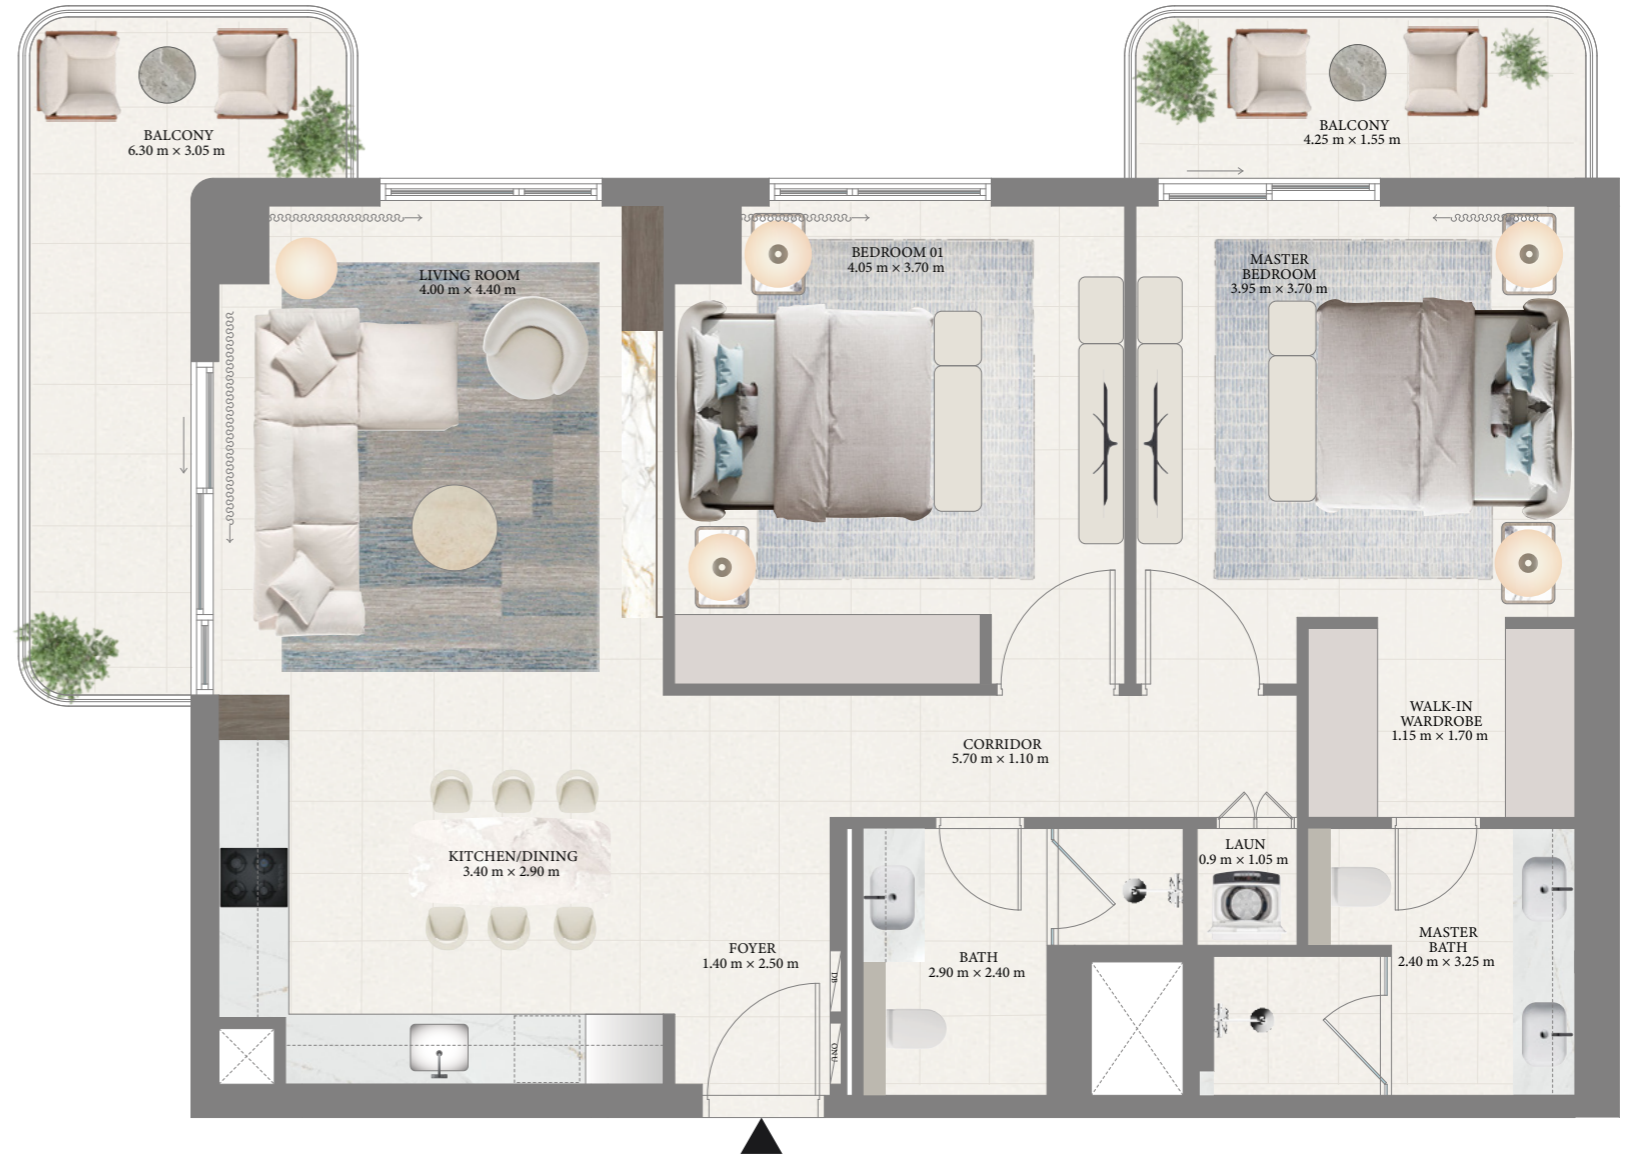 BALCONY
6.30 m × 3.05 m
BALCONY
4.25 m × 1.55 m
LIVING ROOM
4.00 m × 4.40 m
BEDROOM 01
4.05 m × 3.70 m
MASTER
BEDROOM
3.95 m × 3.70 m
WALK-IN
WARDROBE
1.15 m × 1.70 m
CORRIDOR
5.70 m × 1.10 m
KITCHEN/DINING
3.40 m × 2.90 m
LAUN
0.9 m × 1.05 m
FOYER
1.40 m × 2.50 m
BATH
2.90 m × 2.40 m
MASTER
BATH
2.40 m × 3.25 m
DB
ONU